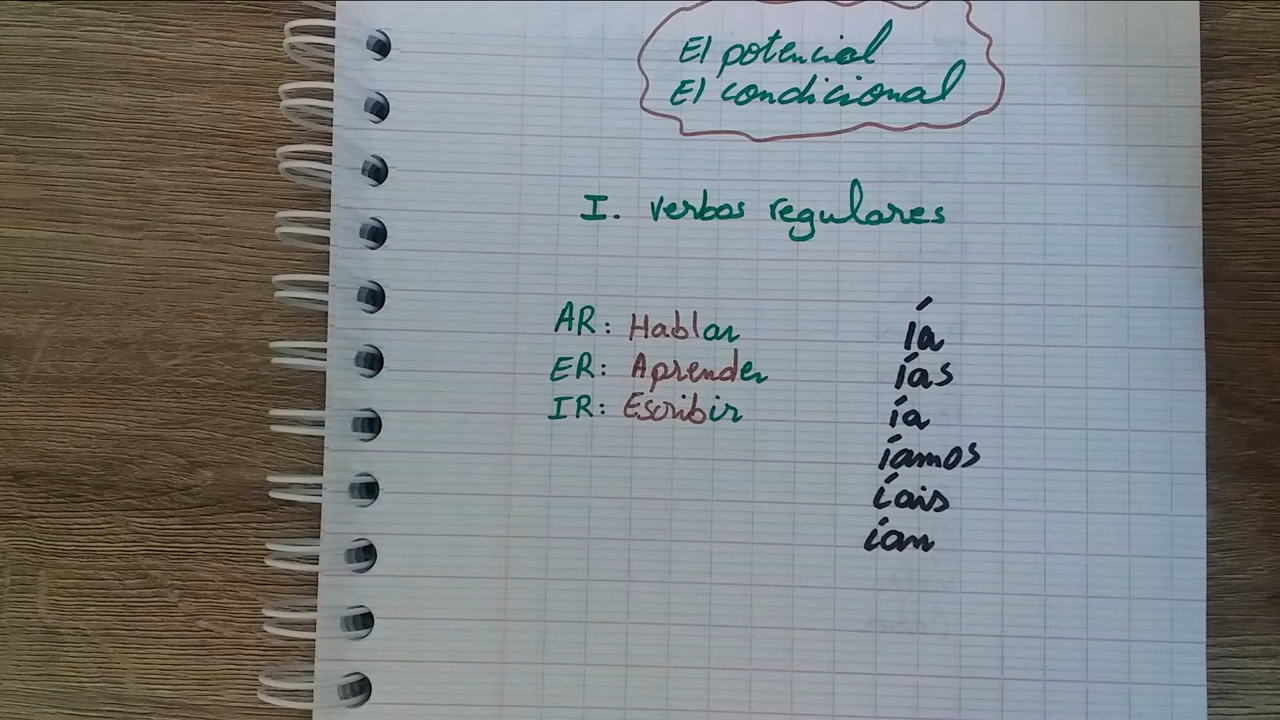 El potencial
El condicional
I. verbos regulares
AR: Hablar
ER: Aprender
IR: Escribir
ía
ías
ía
íamos
íais
ían